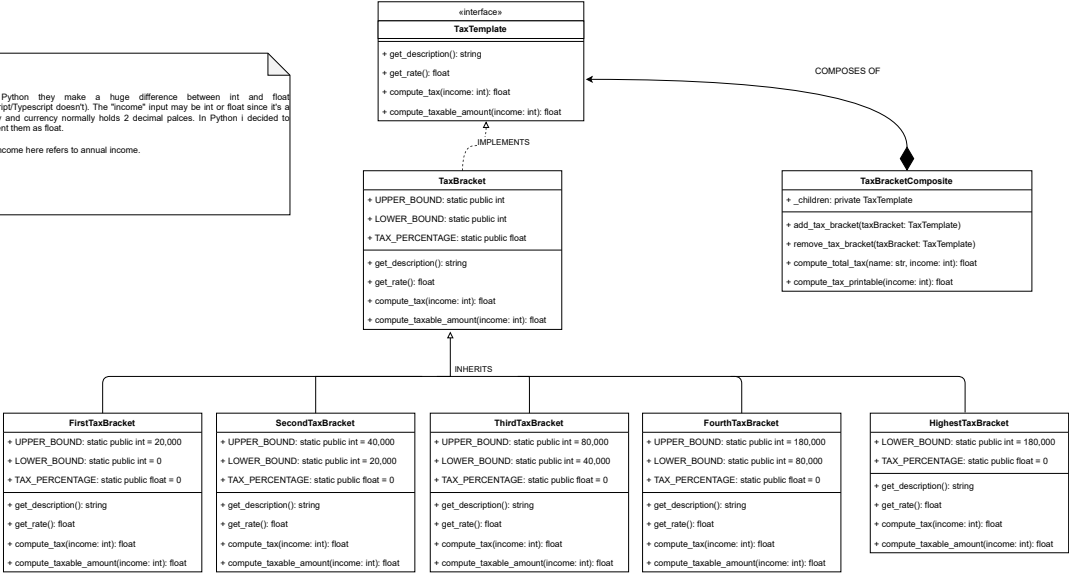 «interface»
TaxTemplate
+ get_description(): string
+ get_rate(): float
+ compute_tax(income: int): float
+ compute_taxable_amount(income: int): float
Python they make a huge difference between int and float
ript/Typescript doesn't). The "income" input may be int or float since it's a
and currency normally holds 2 decimal palces. In Python i decided to
ent them as float.
income here refers to annual income.
COMPOSES OF
IMPLEMENTS
TaxBracket
+ UPPER_BOUND: static public int
+ LOWER_BOUND: static public int
+ TAX_PERCENTAGE: static public float
+ get_description(): string
+ get_rate(): float
+ compute_tax(income: int): float
+ compute_taxable_amount(income: int): float
TaxBracketComposite
+ _children: private TaxTemplate
+ add_tax_bracket(taxBracket: TaxTemplate)
+ remove_tax_bracket(taxBracket: TaxTemplate)
+ compute_total_tax(name: str, income: int): float
+ compute_tax_printable(income: int): float
INHERITS
FirstTaxBracket
+ UPPER_BOUND: static public int = 20,000
+ LOWER_BOUND: static public int = 0
+ TAX_PERCENTAGE: static public float = 0
+ get_description(): string
+ get_rate(): float
+ compute_tax(income: int): float
+ compute_taxable_amount(income: int): float
SecondTaxBracket
+ UPPER_BOUND: static public int = 40,000
+ LOWER_BOUND: static public int = 20,000
+ TAX_PERCENTAGE: static public float = 0
+ get_description(): string
+ get_rate(): float
+ compute_tax(income: int): float
+ compute_taxable_amount(income: int): float
ThirdTaxBracket
+ UPPER_BOUND: static public int = 80,000
+ LOWER_BOUND: static public int = 40,000
+ TAX_PERCENTAGE: static public float = 0
+ get_description(): string
+ get_rate(): float
+ compute_tax(income: int): float
+ compute_taxable_amount(income: int): float
FourthTaxBracket
+ UPPER_BOUND: static public int = 180,000
+ LOWER_BOUND: static public int = 80,000
+ TAX_PERCENTAGE: static public float = 0
+ get_description(): string
+ get_rate(): float
+ compute_tax(income: int): float
+ compute_taxable_amount(income: int): float
HighestTaxBracket
+ LOWER_BOUND: static public int = 180,000
+ TAX_PERCENTAGE: static public float = 0
+ get_description(): string
+ get_rate(): float
+ compute_tax(income: int): float
+ compute_taxable_amount(income: int): float